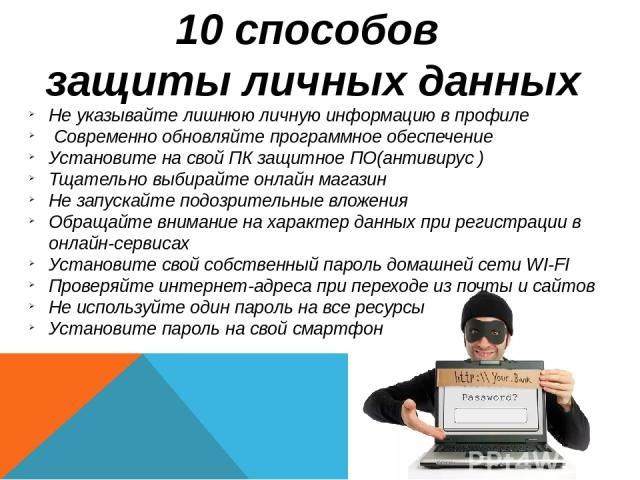 10 способов
защиты личных данных
Не указывайте лишнюю личную информацию в профиле
Современно обновляйте программное обеспечение
Установите на свой ПК защитное ПО(антивирус )
Тщательно выбирайте онлайн магазин
Не запускайте подозрительные вложения
Обращайте внимание на характер данных при регистрации в
онлайн-сервисах
Установите свой собственный пароль домашней сети WI-FI
Проверяйте интернет-адреса при переходе из почты и сайтов
Не используйте один пароль на все ресурсы
Установите пароль на свой смартфон
http:\\ Your.Bank
Password?